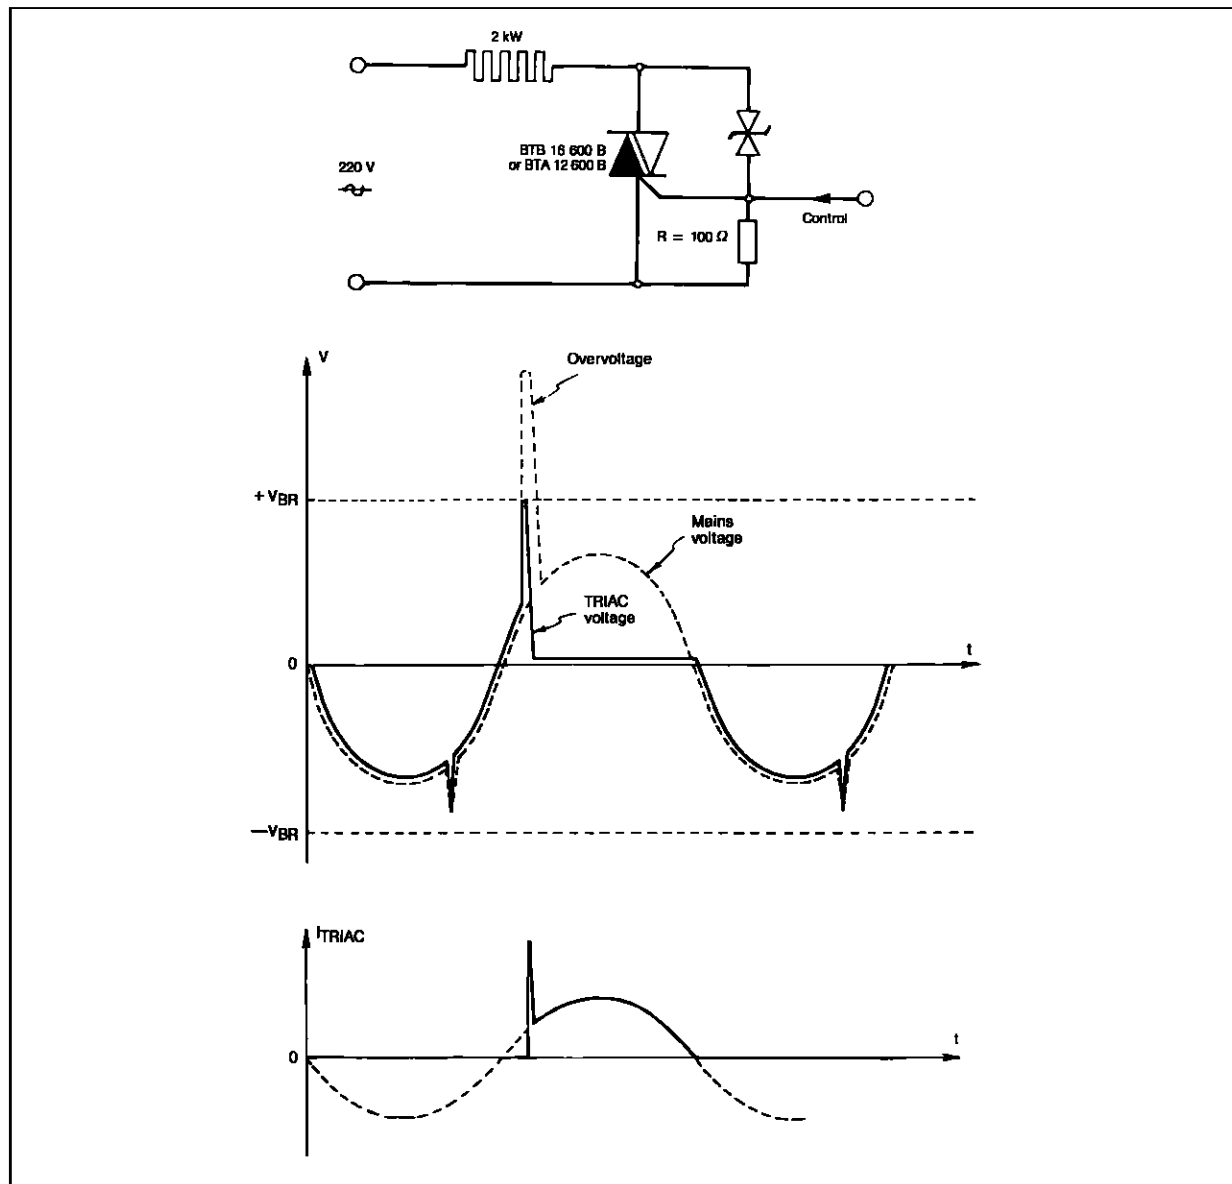 2 kW
BTB 16 600 B
or BTA 12 600 B
220 V
Control
R = 100 Ω
V
Overvoltage
+VBR
Mains
voltage
TRIAC
voltage
0
t
—VBR
ITRIAC
0
t